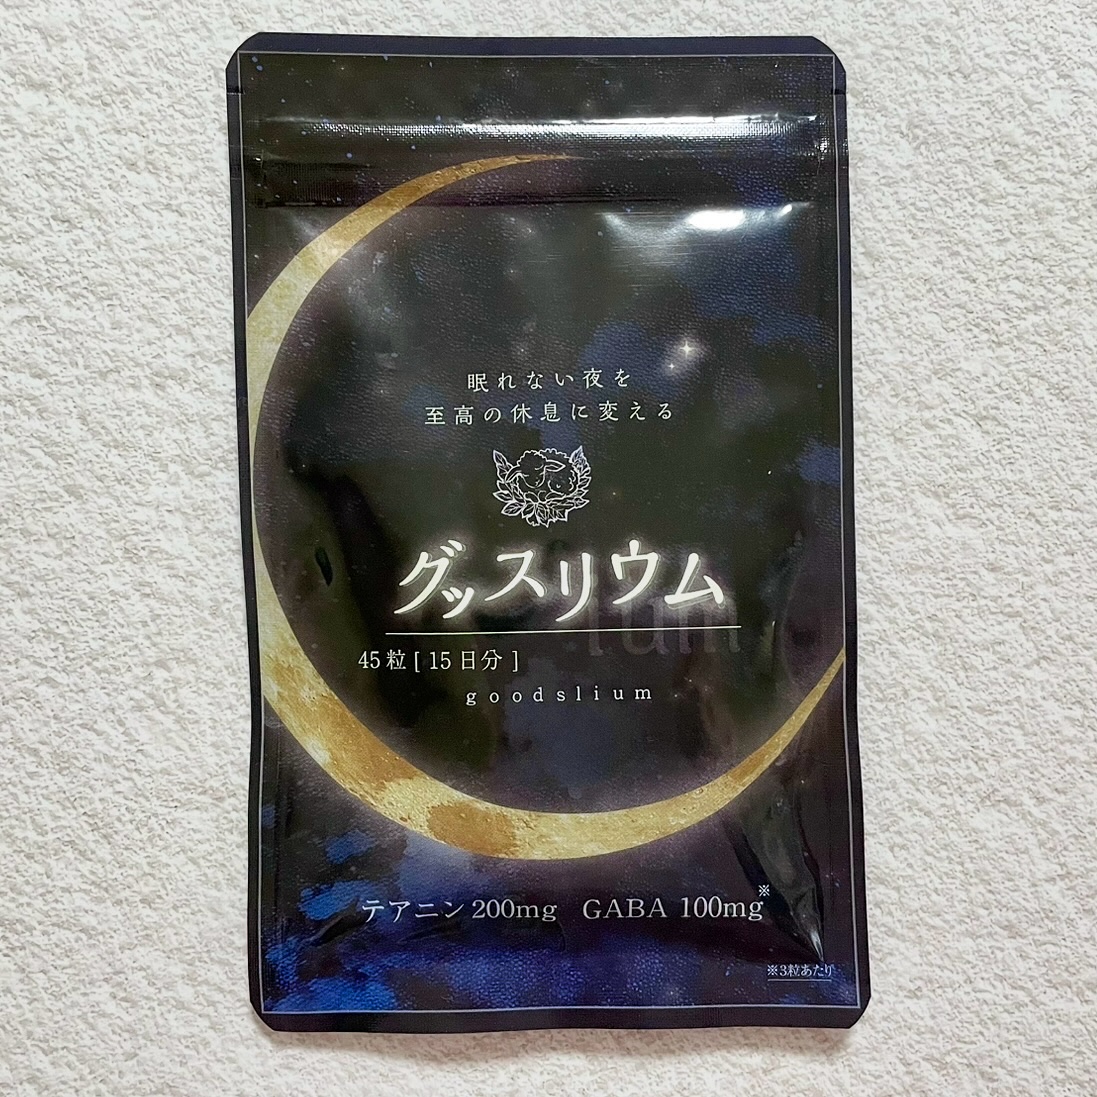 眠れない夜を
至高の休息に変える
グッスリウム
45粒 [ 15日分 ]
goodslium
テアニン 200mg GABA 100mg※
※3粒あたり